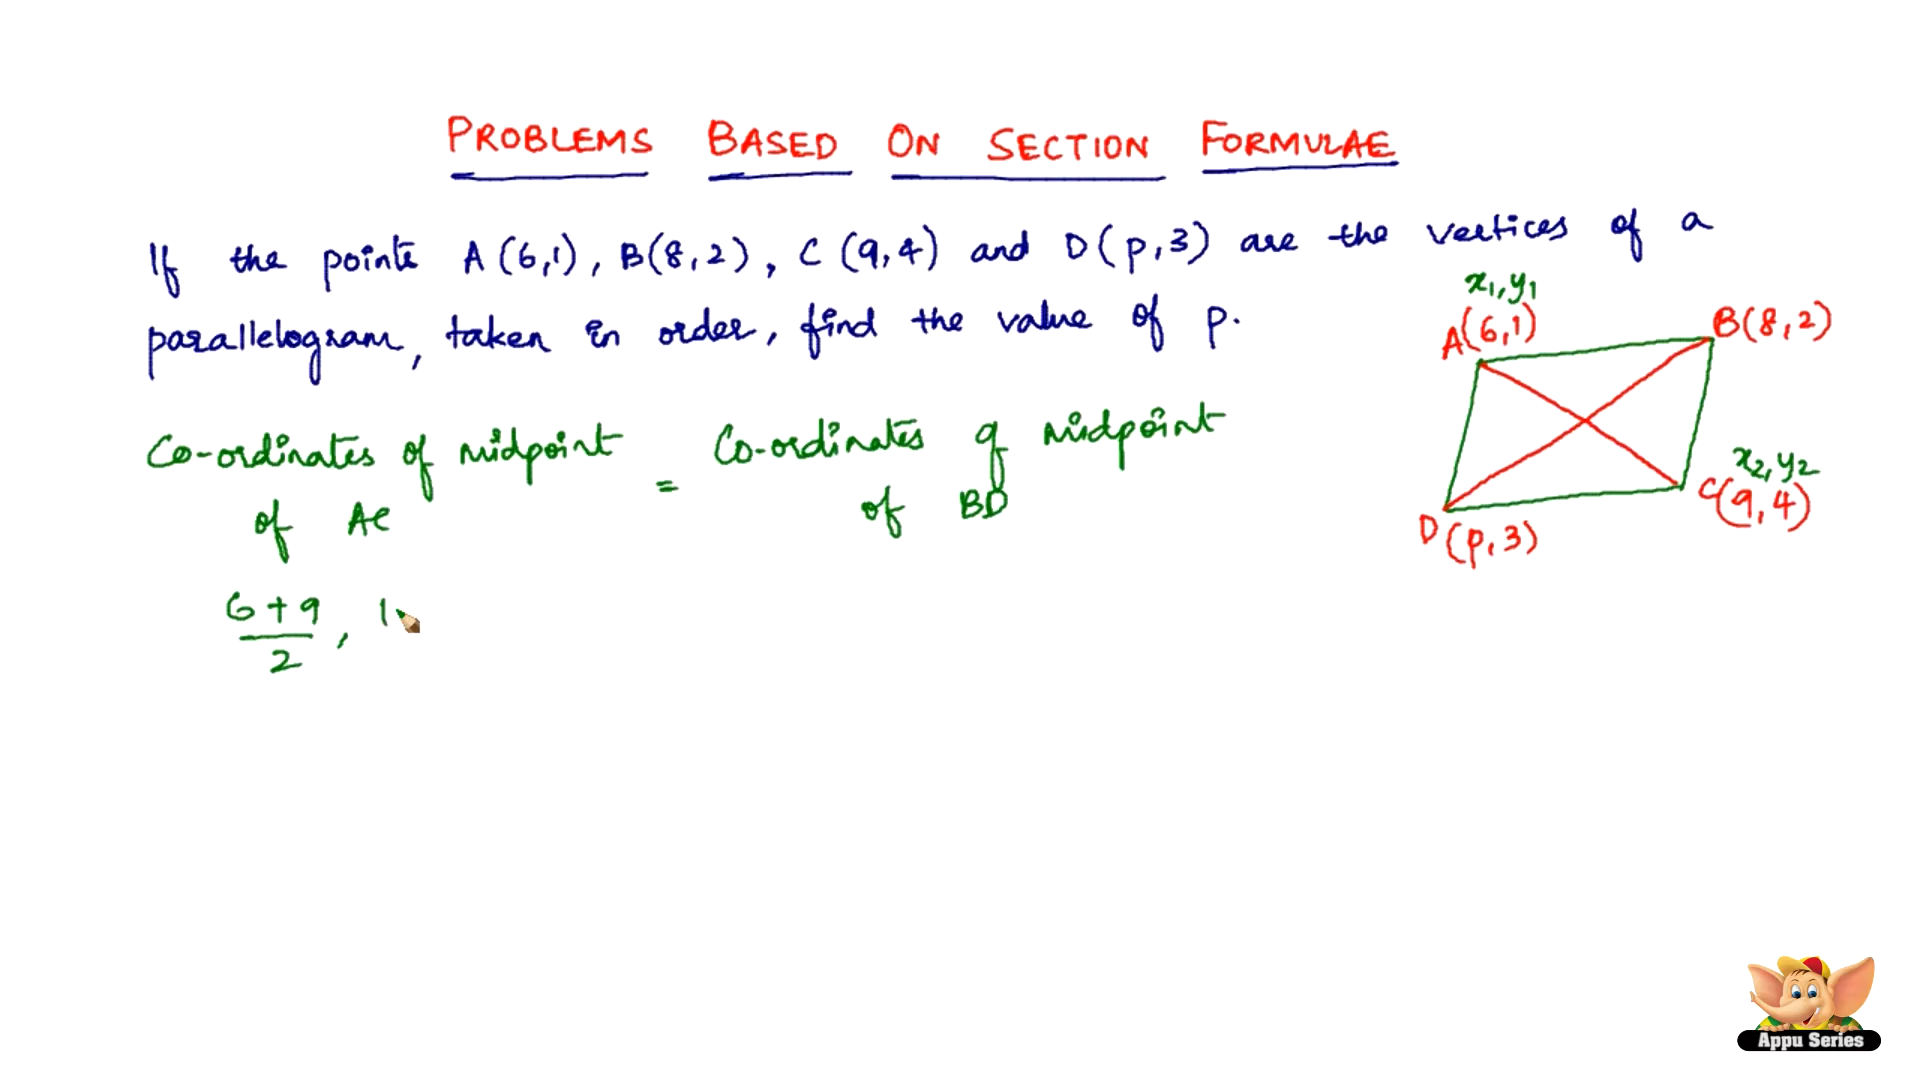 PROBLEMS BASED ON SECTION FORMULAE
If the points A(6,1), B(8,2), C(9,4) and D(p,3) are the vertices of a
parallelogram, taken in order, find the value of p.
x1,y1
A(6,1)
B(8,2)
x2,y2
C(9,4)
D(p,3)
Co-ordinates of midpoint = Co-ordinates of midpoint
of AC of BD
6+9
2
, 1
Appu Series